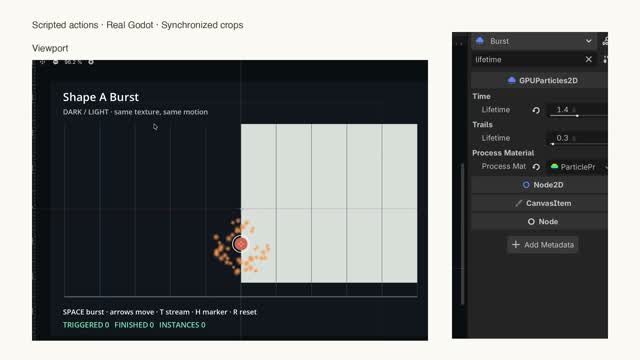 Scripted actions · Real Godot · Synchronized crops
Viewport
96.2 %
Shape A Burst
DARK / LIGHT · same texture, same motion
SPACE burst · arrows move · T stream · H marker · R reset
TRIGGERED 0 FINISHED 0 INSTANCES 0
Burst
lifetime
GPUParticles2D
Time
Lifetime 1.4 s
Trails
Lifetime 0.3 s
Process Material
Process Mat ParticlePr
Node2D
CanvasItem
Node
Add Metadata